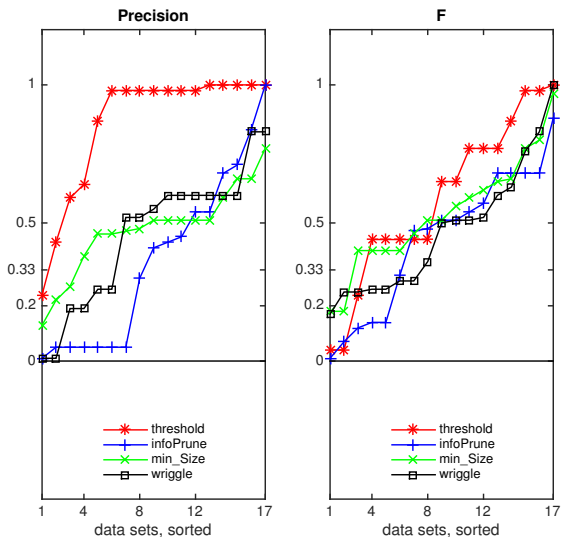 Precision
1
0.5
0.33
0.2
0
threshold
infoPrune
min_Size
wriggle
1 4 8 12 17
data sets, sorted
F
1
0.5
0.33
0.2
0
threshold
infoPrune
min_Size
wriggle
1 4 8 12 17
data sets, sorted